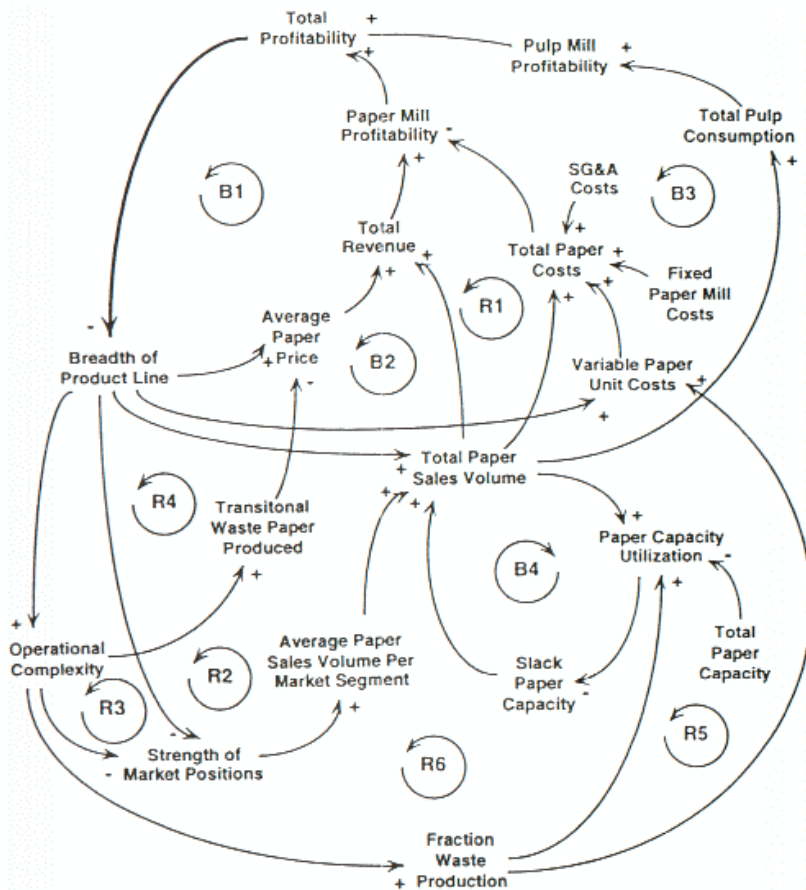 Total
Profitability
+
+
Pulp Mill
Profitability
+
Paper Mill
Profitability
-
+
Total Pulp
Consumption
+
SG&A
Costs
B1
B3
Total
Revenue
+
+
Total Paper
Costs
+
+
+
+
Fixed
Paper Mill
Costs
R1
Average
Paper
Price
+
-
B2
-
Breadth of
Product Line
Variable Paper
Unit Costs
+
+
Total Paper
Sales Volume
+
+
+
R4
Transitonal
Waste Paper
Produced
+
B4
+
Paper Capacity
Utilization
-
+
+
Operational
Complexity
R2
Average Paper
Sales Volume Per
Market Segment
+
Slack
Paper
Capacity
-
Total
Paper
Capacity
R3
R5
-
Strength of
- Market Positions
R6
Fraction
Waste
+ Production